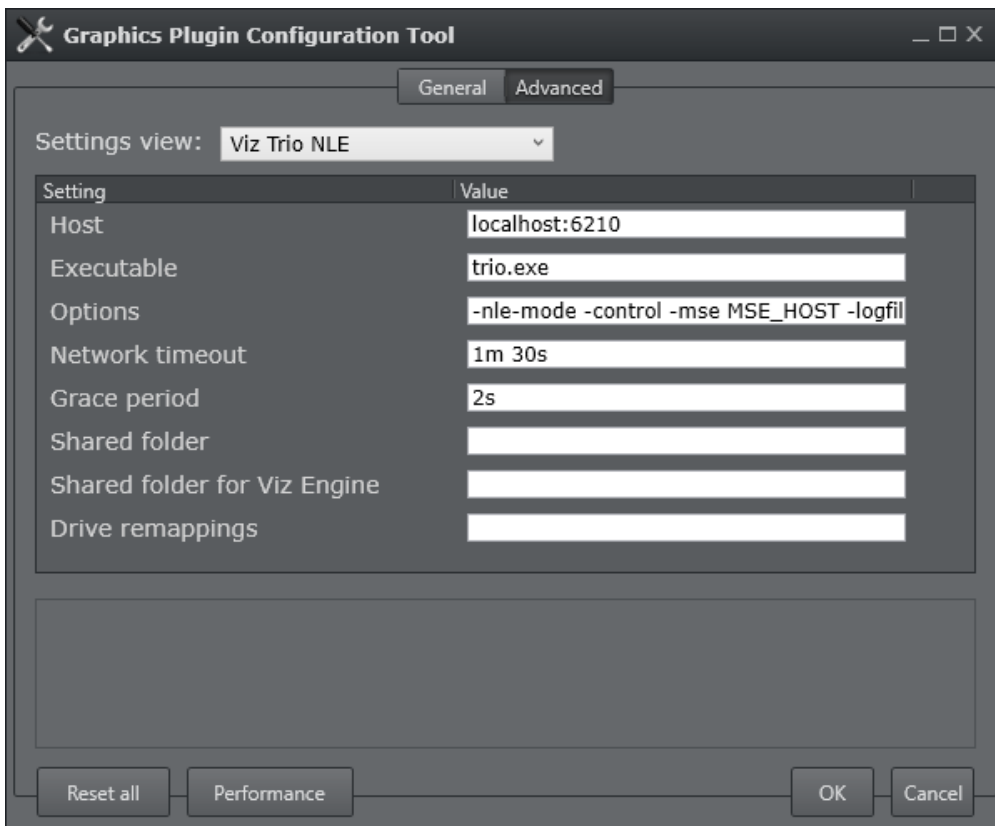 Graphics Plugin Configuration Tool
General Advanced
Settings view: Viz Trio NLE
Setting Value
Host localhost:6210
Executable trio.exe
Options -nle-mode -control -mse MSE_HOST -logfil
Network timeout 1m 30s
Grace period 2s
Shared folder
Shared folder for Viz Engine
Drive remappings
Reset all Performance OK Cancel